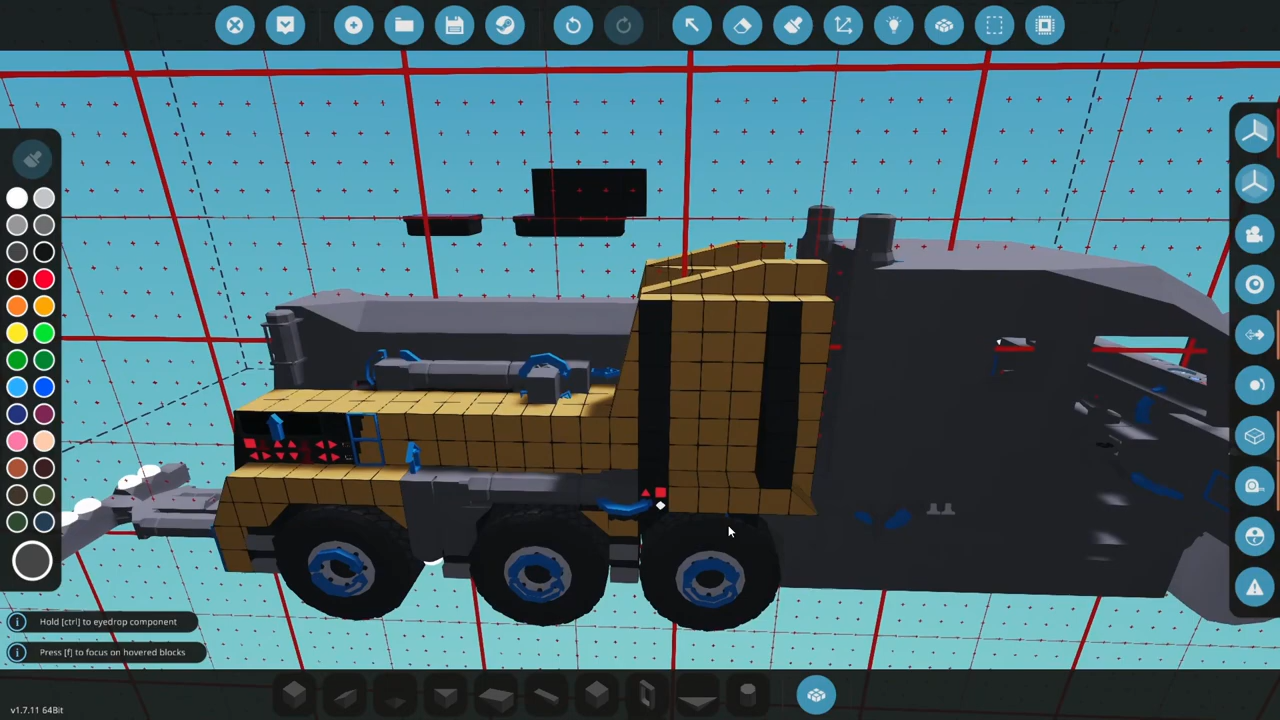 Hold [ctrl] to eyedrop component
Press [f] to focus on hovered blocks
v1.7.11 64Bit